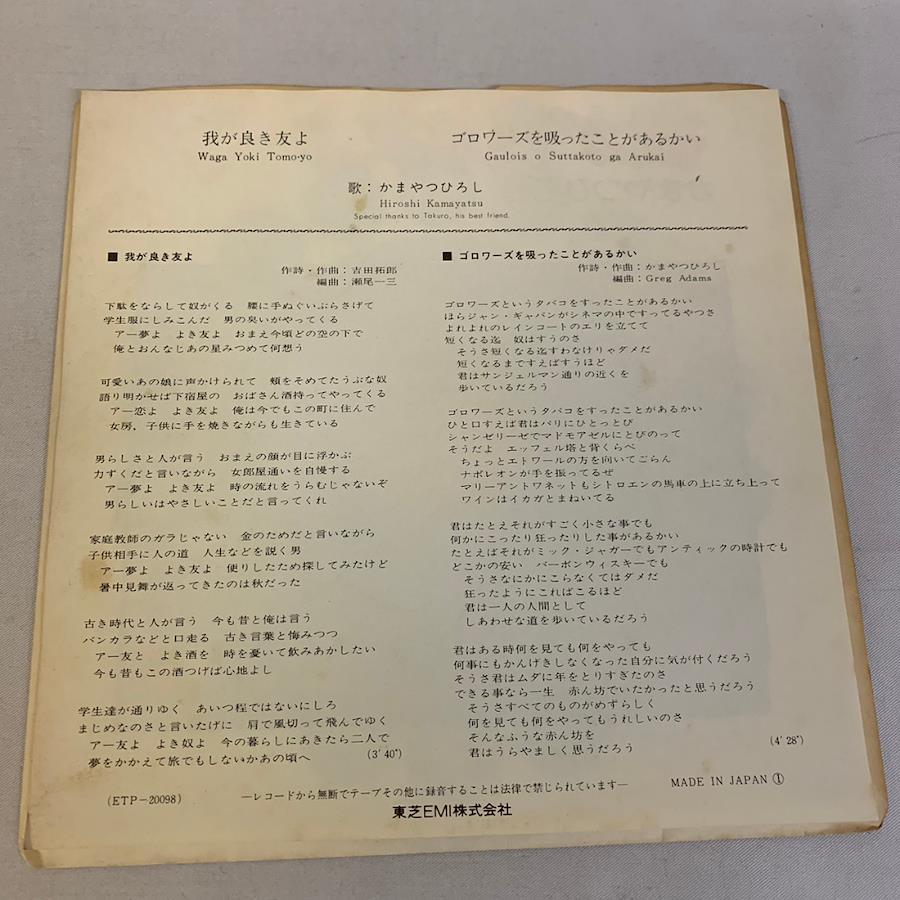 我が良き友よ
Waga Yoki Tomo-yo
ゴロワーズを吸ったことがあるかい
Gaulois o Suttakoto ga Arukai
歌：かまやつひろし
Hiroshi Kamayatsu
Special thanks to Takuro, his best friend.
■ 我が良き友よ
作詩・作曲：吉田拓郎
編曲：瀬尾一三
下駄をならして奴がくる　腰に手ぬぐいぶらさげて
学生服にしみこんだ　男の臭いがやってくる
アー夢よ　よき友よ　おまえ今頃どの空の下で
俺とおんなじあの星みつめて何想う
可愛いあの娘に声かけられて　頬をそめてたうぶな奴
語り明かせば下宿屋の　おばさん酒持ってやってくる
アー恋よ　よき友よ　俺は今でもこの町に住んで
女房，子供に手を焼きながらも生きている
男らしさと人が言う　おまえの顔が目に浮かぶ
力ずくだと言いながら　女郎屋通いを自慢する
アー夢よ　よき友よ　時の流れをうらむじゃないぞ
男らしいはやさしいことだと言ってくれ
家庭教師のガラじゃない　金のためだと言いながら
子供相手に人の道　人生などを説く男
アー夢よ　よき友よ　便りしたため探してみたけど
暑中見舞が返ってきたのは秋だった
古き時代と人が言う　今も昔と俺は言う
バンカラなどと口走る　古き言葉と悔みつつ
アー友と　よき酒を　時を憂いて飲みあかしたい
今も昔もこの酒つげば心地よし
学生達が通りゆく　あいつ程ではないにしろ
まじめなのさと言いたげに　肩で風切って飛んでゆく
アー友よ　よき奴よ　今の暮らしにあきたら二人で
夢をかかえて旅でもしないかあの頃へ
(3′40″)
■ ゴロワーズを吸ったことがあるかい
作詩・作曲：かまやつひろし
編曲：Greg Adams
ゴロワーズというタバコをすったことがあるかい
ほらジャン・ギャバンがシネマの中ですってるやつさ
よれよれのレインコートのエリを立てて
短くなる迄　奴はすうのさ
そうさ短くなる迄すわなけりゃダメだ
短くなるまですえばすうほど
君はサンジェルマン通りの近くを
歩いているだろう
ゴロワーズというタバコをすったことがあるかい
ひと口すえば君はパリにひとっとび
シャンゼリーゼでマドモアゼルにとびのって
そうだよ　エッフェル塔と背くらべ
ちょっとエトワールの方を向いてごらん
ナポレオンが手を振ってるぜ
マリーアントワネットもシトロエンの馬車の上に立ち上って
ワインはイカガとまねいてる
君はたとえそれがすごく小さな事でも
何かにこったり狂ったりした事があるかい
たとえばそれがミック・ジャガーでもアンティックの時計でも
どこかの安い　バーボンウィスキーでも
そうさなにかにこらなくてはダメだ
狂ったようにこればこるほど
君は一人の人間として
しあわせな道を歩いているだろう
君はある時何を見ても何をやっても
何事にもかんげきしなくなった自分に気が付くだろう
そうさ君はムダに年をとりすぎたのさ
できる事なら一生　赤ん坊でいたかったと思うだろう
そうさすべてのものがめずらしく
何を見ても何をやってもうれしいのさ
そんなふうな赤ん坊を
君はうらやましく思うだろう
(4′28″)
(ETP-20098)
―レコードから無断でテープその他に録音することは法律で禁じられています―
MADE IN JAPAN ①
東芝EMI株式会社